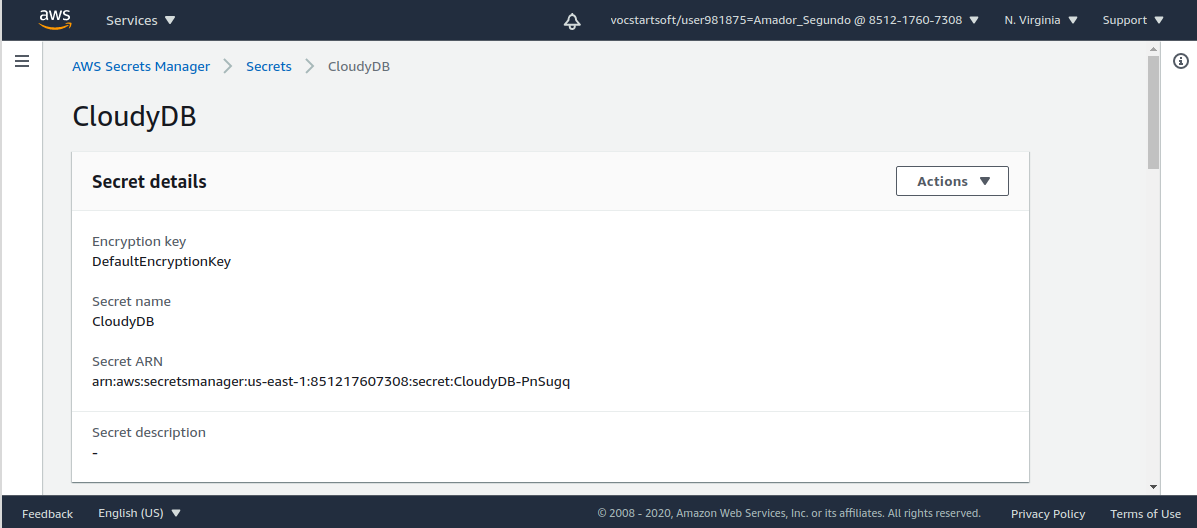 aws Services vocstartsoft/user981875=Amador_Segundo @ 8512-1760-7308 N. Virginia Support
AWS Secrets Manager Secrets CloudyDB
CloudyDB
Secret details Actions
Encryption key
DefaultEncryptionKey
Secret name
CloudyDB
Secret ARN
arn:aws:secretsmanager:us-east-1:851217607308:secret:CloudyDB-PnSugq
Secret description
-
Feedback English (US) © 2008 - 2020, Amazon Web Services, Inc. or its affiliates. All rights reserved. Privacy Policy Terms of Use